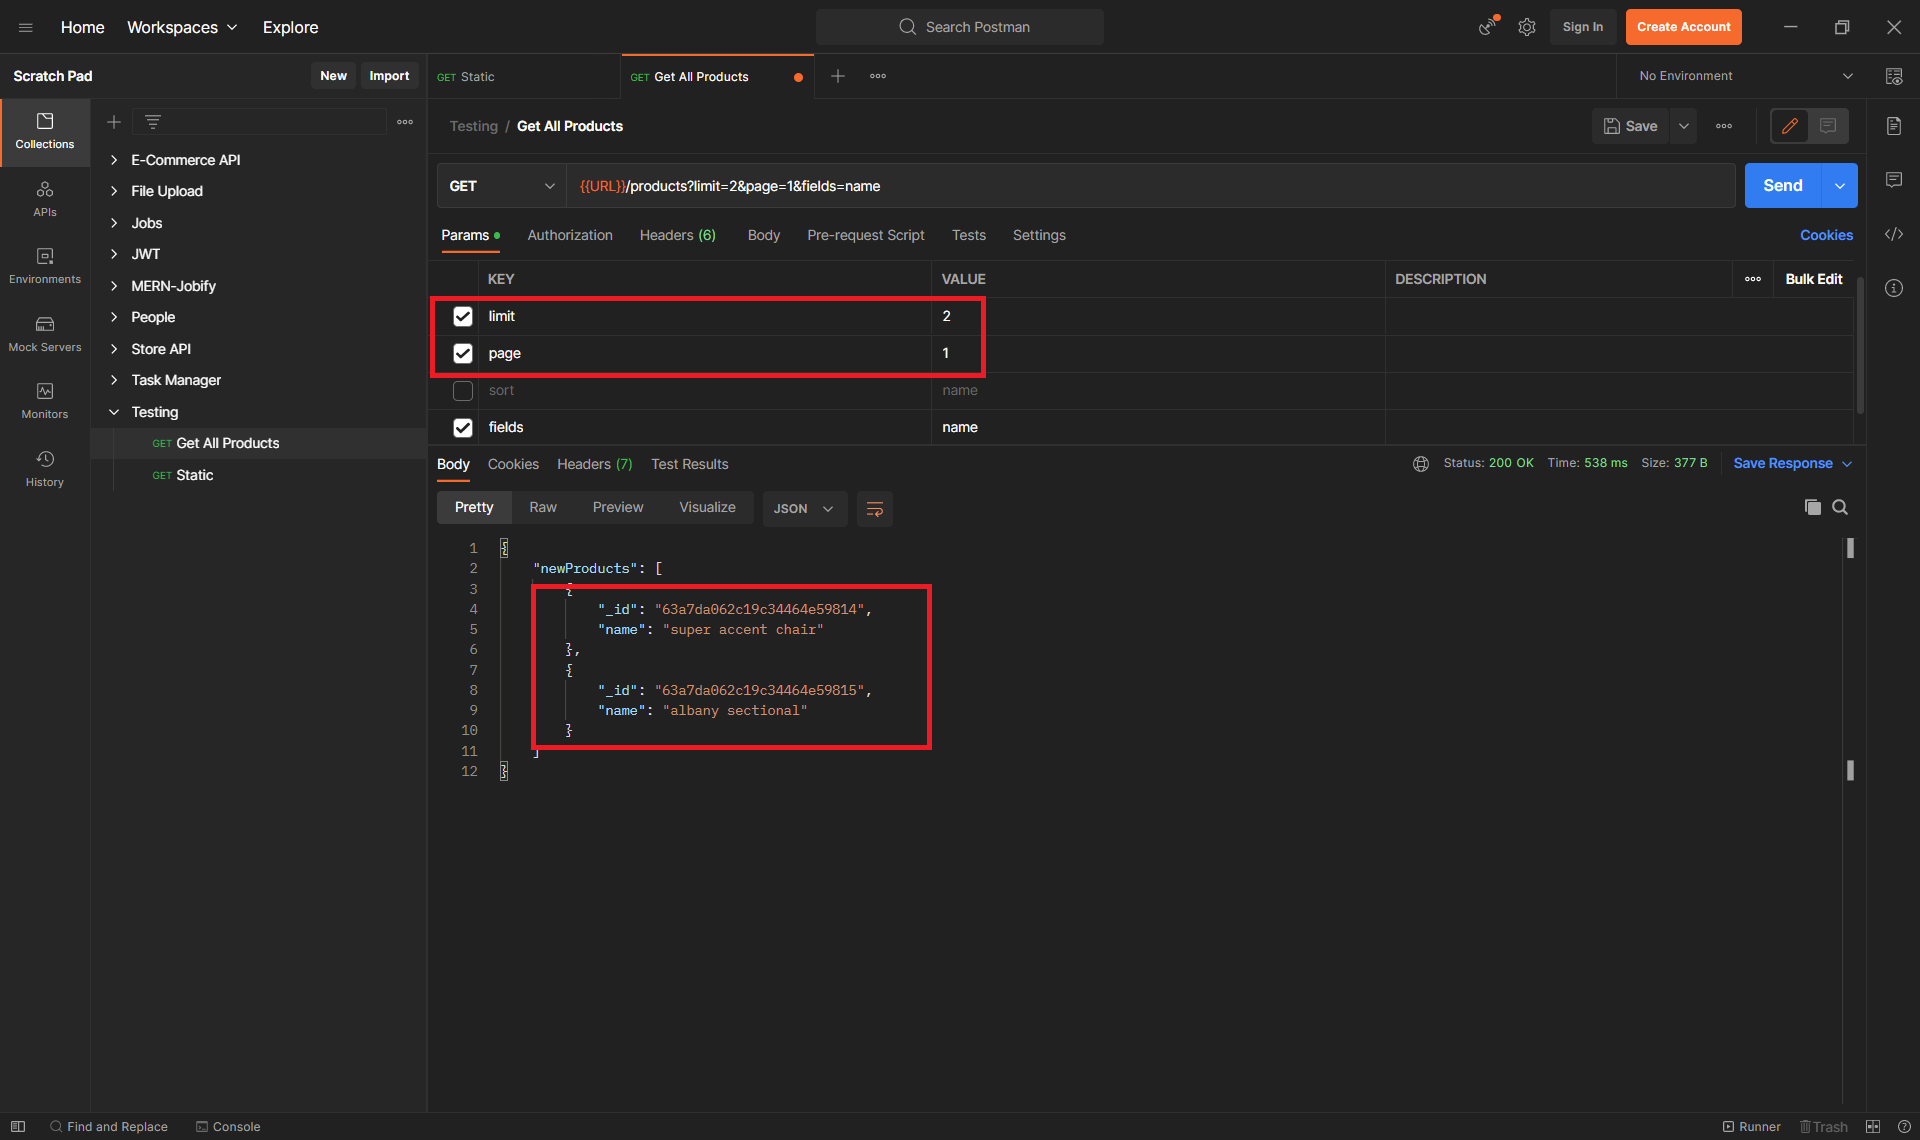 Home Workspaces Explore Search Postman Sign In Create Account
Scratch Pad New Import GET Static GET Get All Products No Environment
Collections
APIs
Environments
Mock Servers
Monitors
History
E-Commerce API
File Upload
Jobs
JWT
MERN-Jobify
People
Store API
Task Manager
Testing
GET Get All Products
GET Static
Testing / Get All Products Save
GET {{URL}}/products?limit=2&page=1&fields=name Send
Params Authorization Headers (6) Body Pre-request Script Tests Settings Cookies
KEY VALUE DESCRIPTION Bulk Edit
limit 2
page 1
sort name
fields name
Body Cookies Headers (7) Test Results Status: 200 OK Time: 538 ms Size: 377 B Save Response
Pretty Raw Preview Visualize JSON
1 {
2 "newProducts": [
3 {
4 "_id": "63a7da062c19c34464e59814",
5 "name": "super accent chair"
6 },
7 {
8 "_id": "63a7da062c19c34464e59815",
9 "name": "albany sectional"
10 }
11 ]
12 }
Find and Replace Console Runner Trash